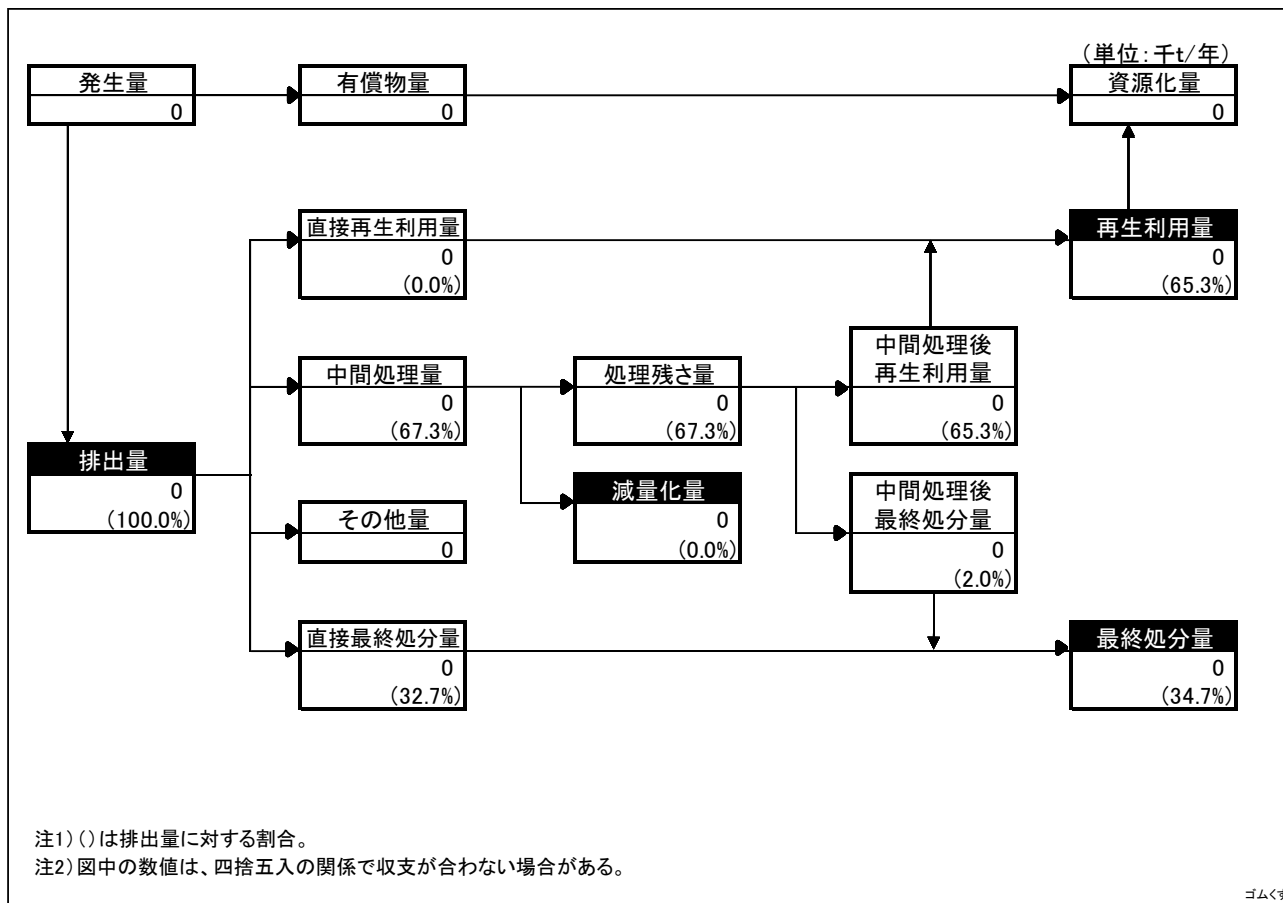 （単位：千t/年）
発生量
0
有償物量
0
資源化量
0
直接再生利用量
0
(0.0%)
再生利用量
0
(65.3%)
中間処理量
0
(67.3%)
処理残さ量
0
(67.3%)
中間処理後
再生利用量
0
(65.3%)
排出量
0
(100.0%)
減量化量
0
(0.0%)
中間処理後
最終処分量
0
(2.0%)
その他量
0
直接最終処分量
0
(32.7%)
最終処分量
0
(34.7%)
注1）（）は排出量に対する割合。
注2）図中の数値は、四捨五入の関係で収支が合わない場合がある。
ゴムくず